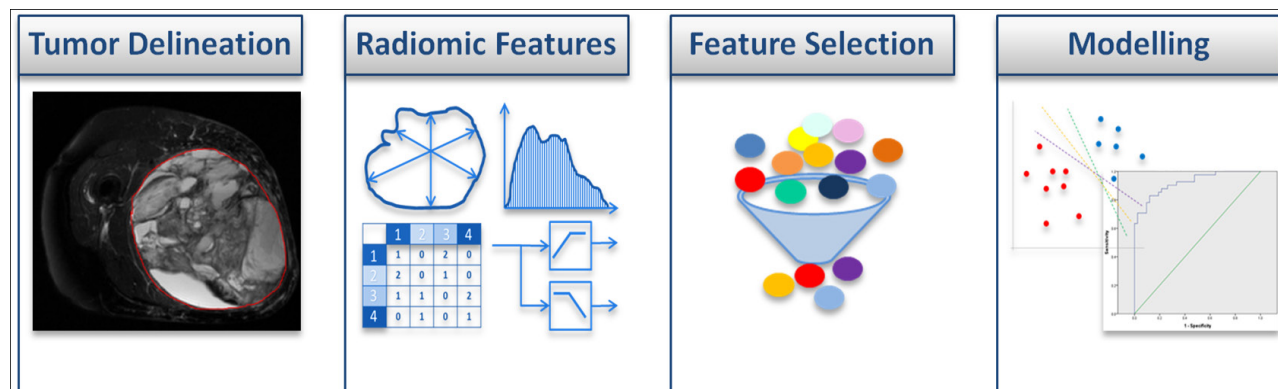 Tumor Delineation
Radiomic Features
Feature Selection
Modelling
1 2 3 4
1 1 0 2 0
2 2 0 1 0
3 1 1 0 2
4 0 1 0 1
Sensitivity
1 - Specificity